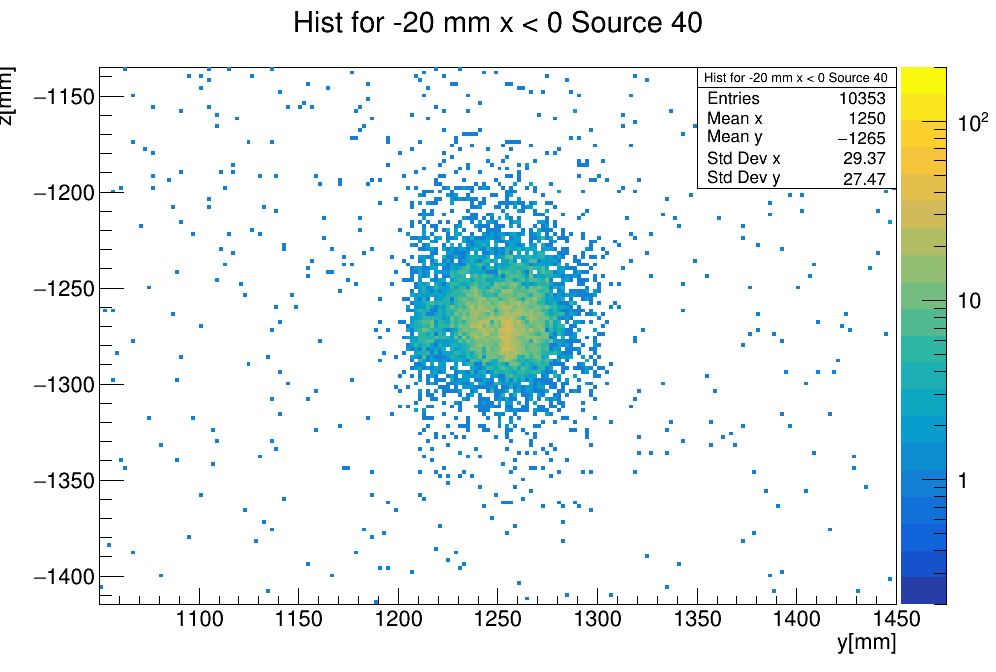 Hist for -20 mm x < 0 Source 40
z[mm]
−1150
−1200
−1250
−1300
−1350
−1400
Hist for -20 mm x < 0 Source 40
Entries 10353
Mean x 1250
Mean y −1265
Std Dev x 29.37
Std Dev y 27.47
10²
10
1
1100 1150 1200 1250 1300 1350 1400 1450
y[mm]